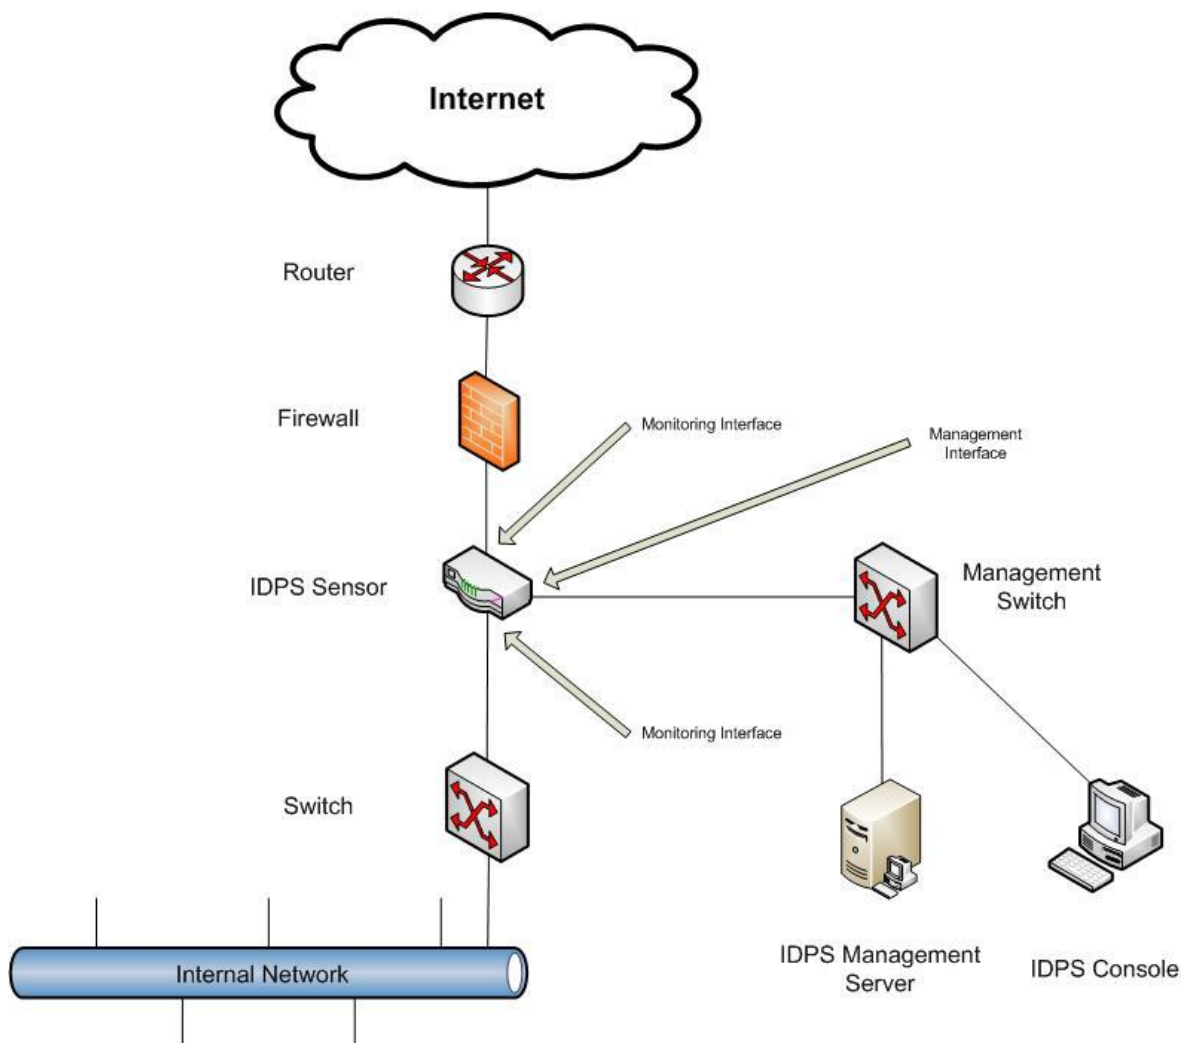 Internet
Router
Firewall
Monitoring Interface
Management
Interface
IDPS Sensor
Management
Switch
Monitoring Interface
Switch
Internal Network
IDPS Management
Server
IDPS Console